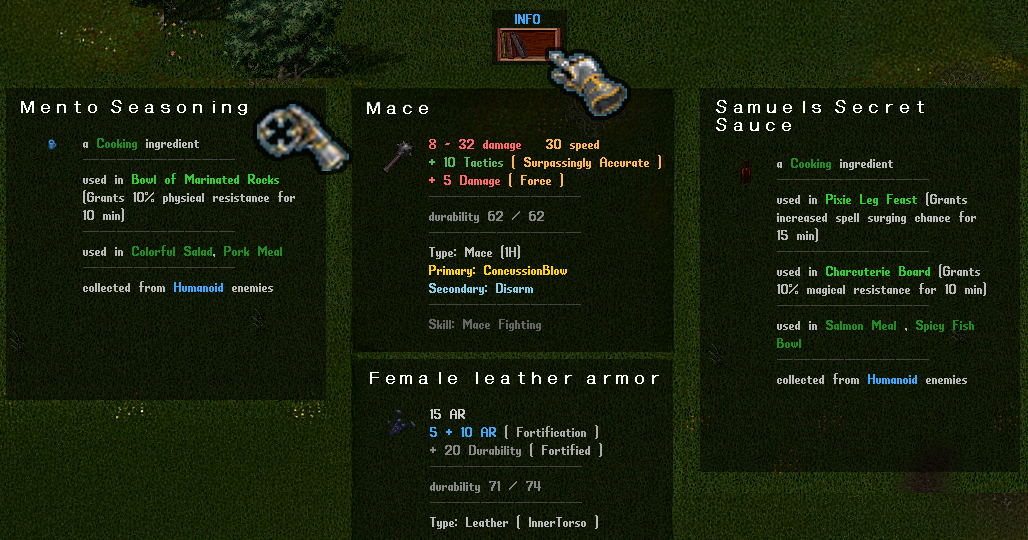 INFO
Mento Seasoning
a Cooking ingredient
used in Bowl of Marinated Rocks
(Grants 10% physical resistance for
10 min)
used in Colorful Salad, Pork Meal
collected from Humanoid enemies
Mace
8 - 32 damage 30 speed
+ 10 Tactics ( Surpassingly Accurate )
+ 5 Damage ( Force )
durability 62 / 62
Type: Mace (1H)
Primary: ConcussionBlow
Secondary: Disarm
Skill: Mace Fighting
Female leather armor
15 AR
5 + 10 AR ( Fortification )
+ 20 Durability ( Fortified )
durability 71 / 74
Type: Leather ( InnerTorso )
Samuels Secret
Sauce
a Cooking ingredient
used in Pixie Leg Feast (Grants
increased spell surging chance for
15 min)
used in Charcuterie Board (Grants
10% magical resistance for 10 min)
used in Salmon Meal , Spicy Fish
Bowl
collected from Humanoid enemies